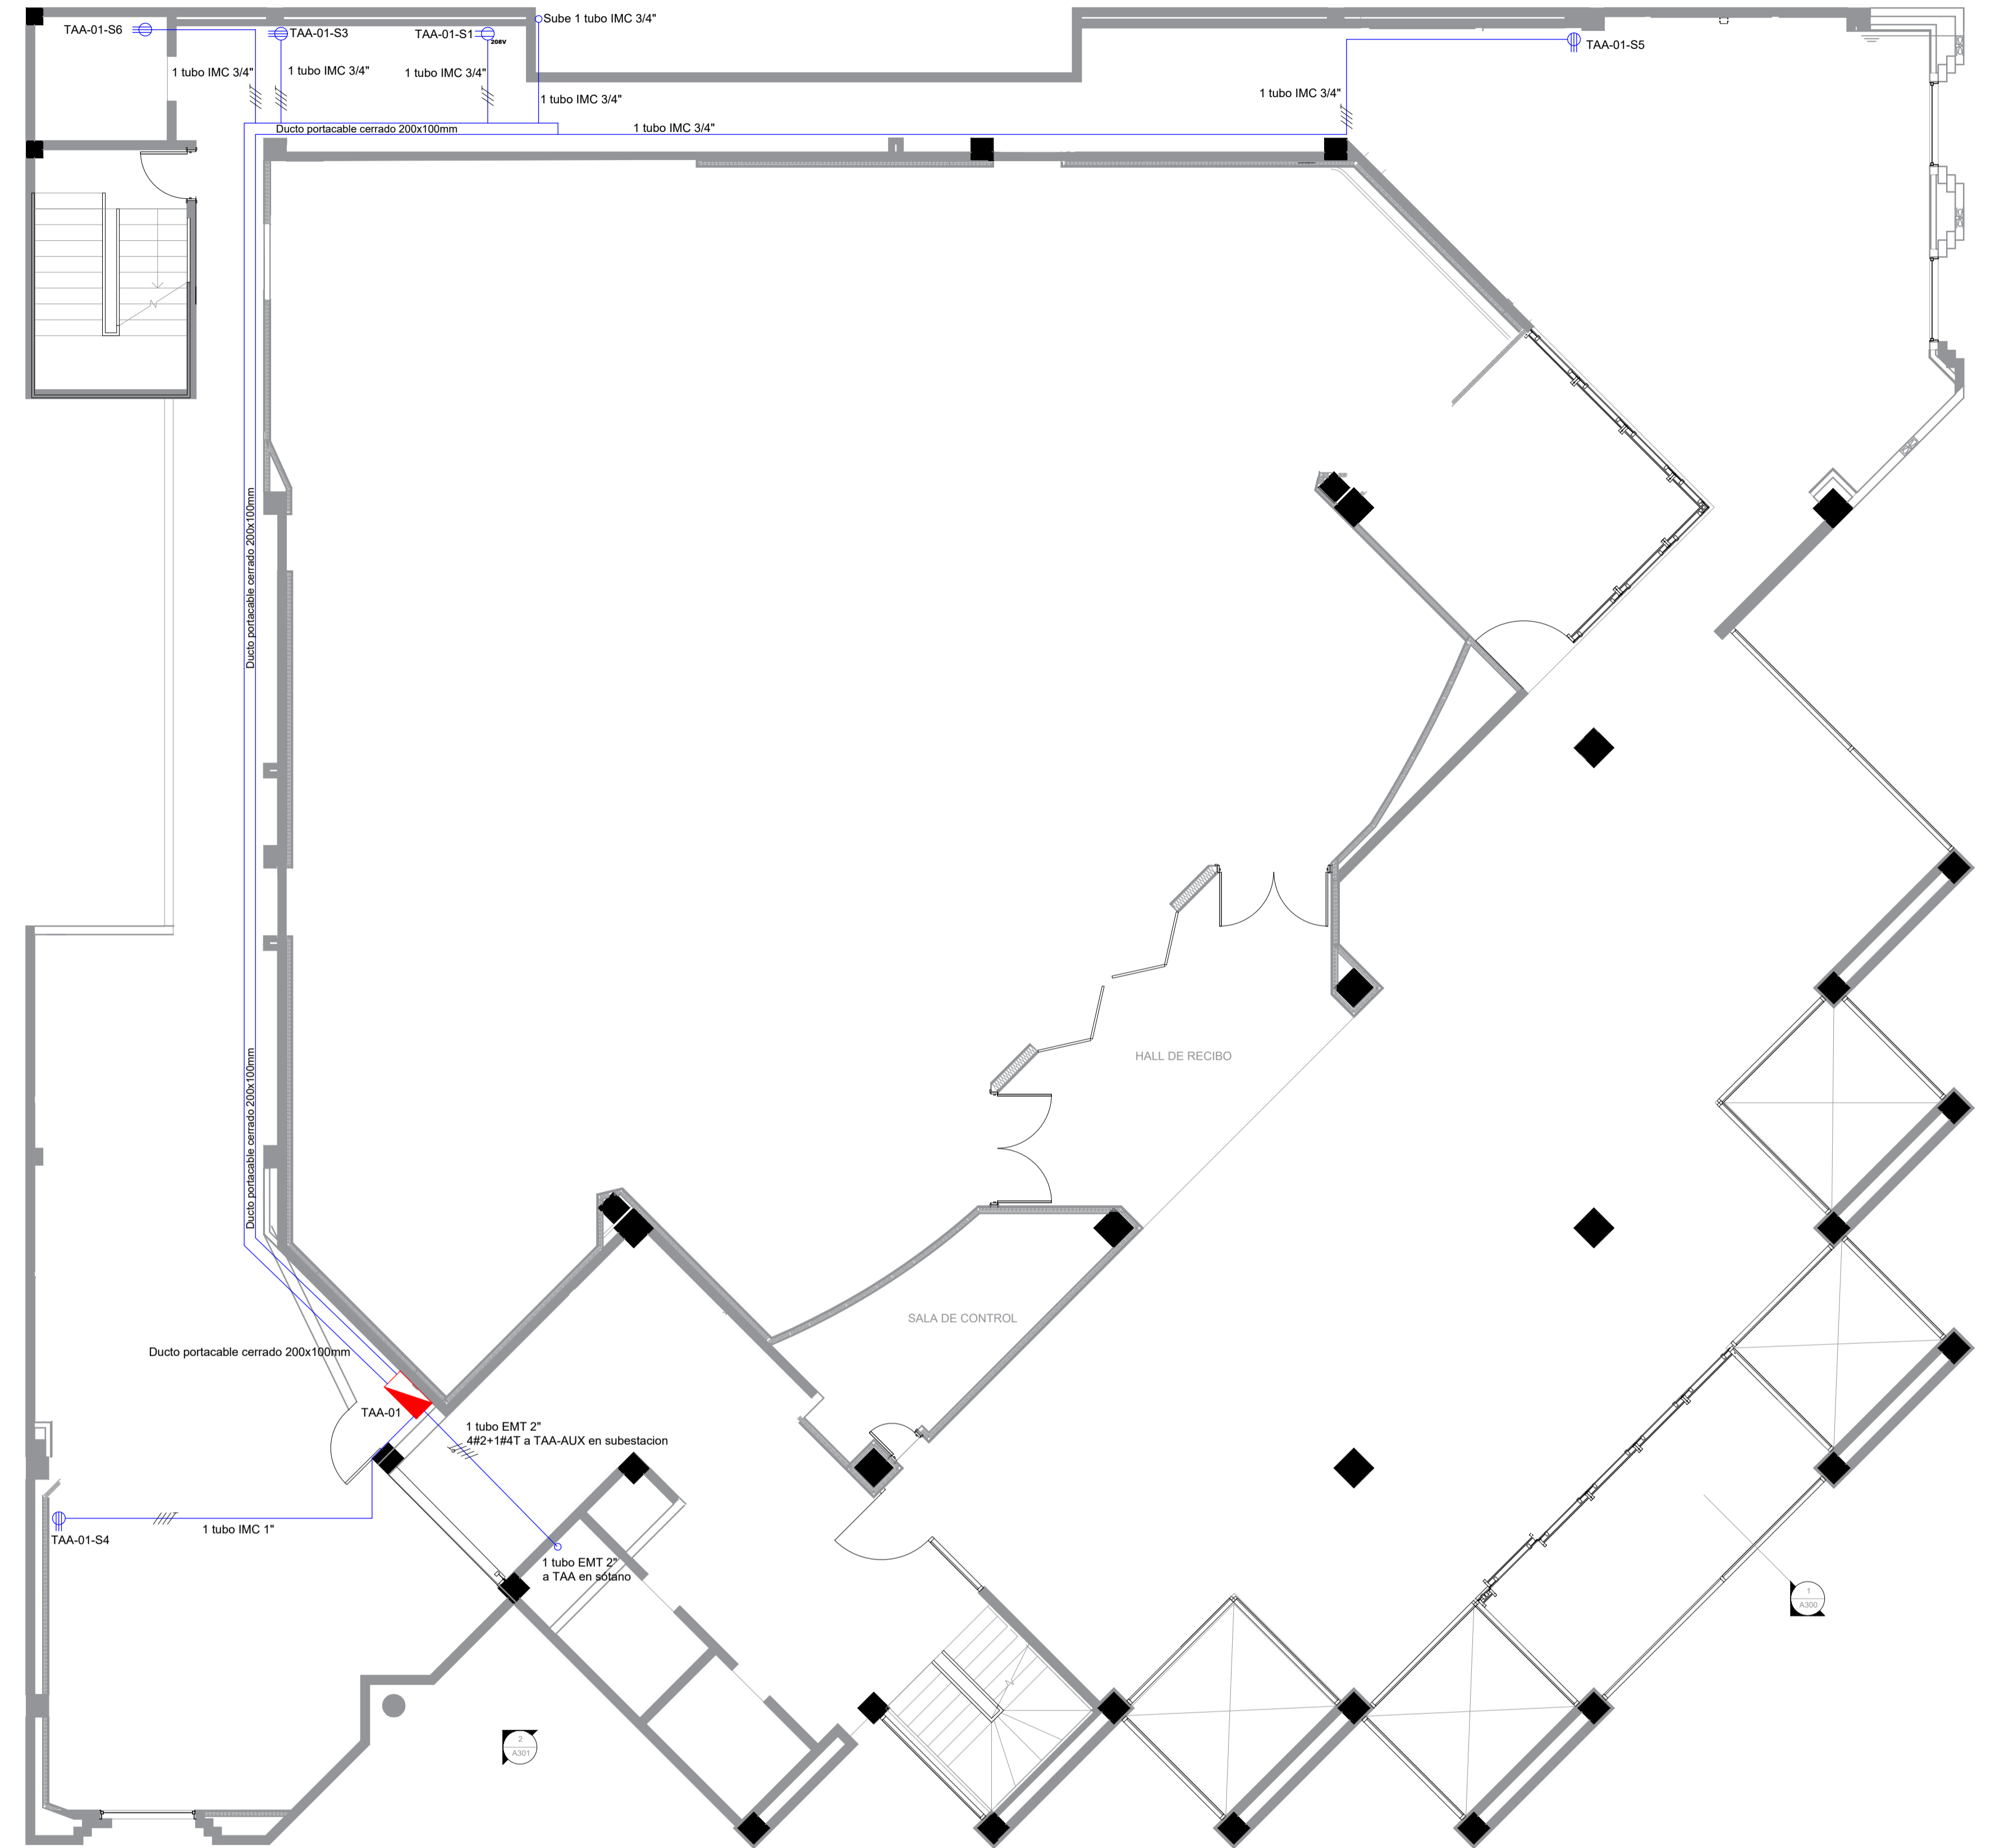 Sube 1 tubo IMC 3/4"
TAA-01-S6
TAA-01-S3
TAA-01-S1
208V
TAA-01-S5
1 tubo IMC 3/4"
1 tubo IMC 3/4"
1 tubo IMC 3/4"
1 tubo IMC 3/4"
1 tubo IMC 3/4"
Ducto portacable cerrado 200x100mm
1 tubo IMC 3/4"
Ducto portacable cerrado 200x100mm
HALL DE RECIBO
Ducto portacable cerrado 200x100mm
SALA DE CONTROL
Ducto portacable cerrado 200x100mm
TAA-01
1 tubo EMT 2"
4#2+1#4T a TAA-AUX en subestacion
1 tubo IMC 1"
TAA-01-S4
1 tubo EMT 2"
a TAA en sótano
1
A300
2
A301